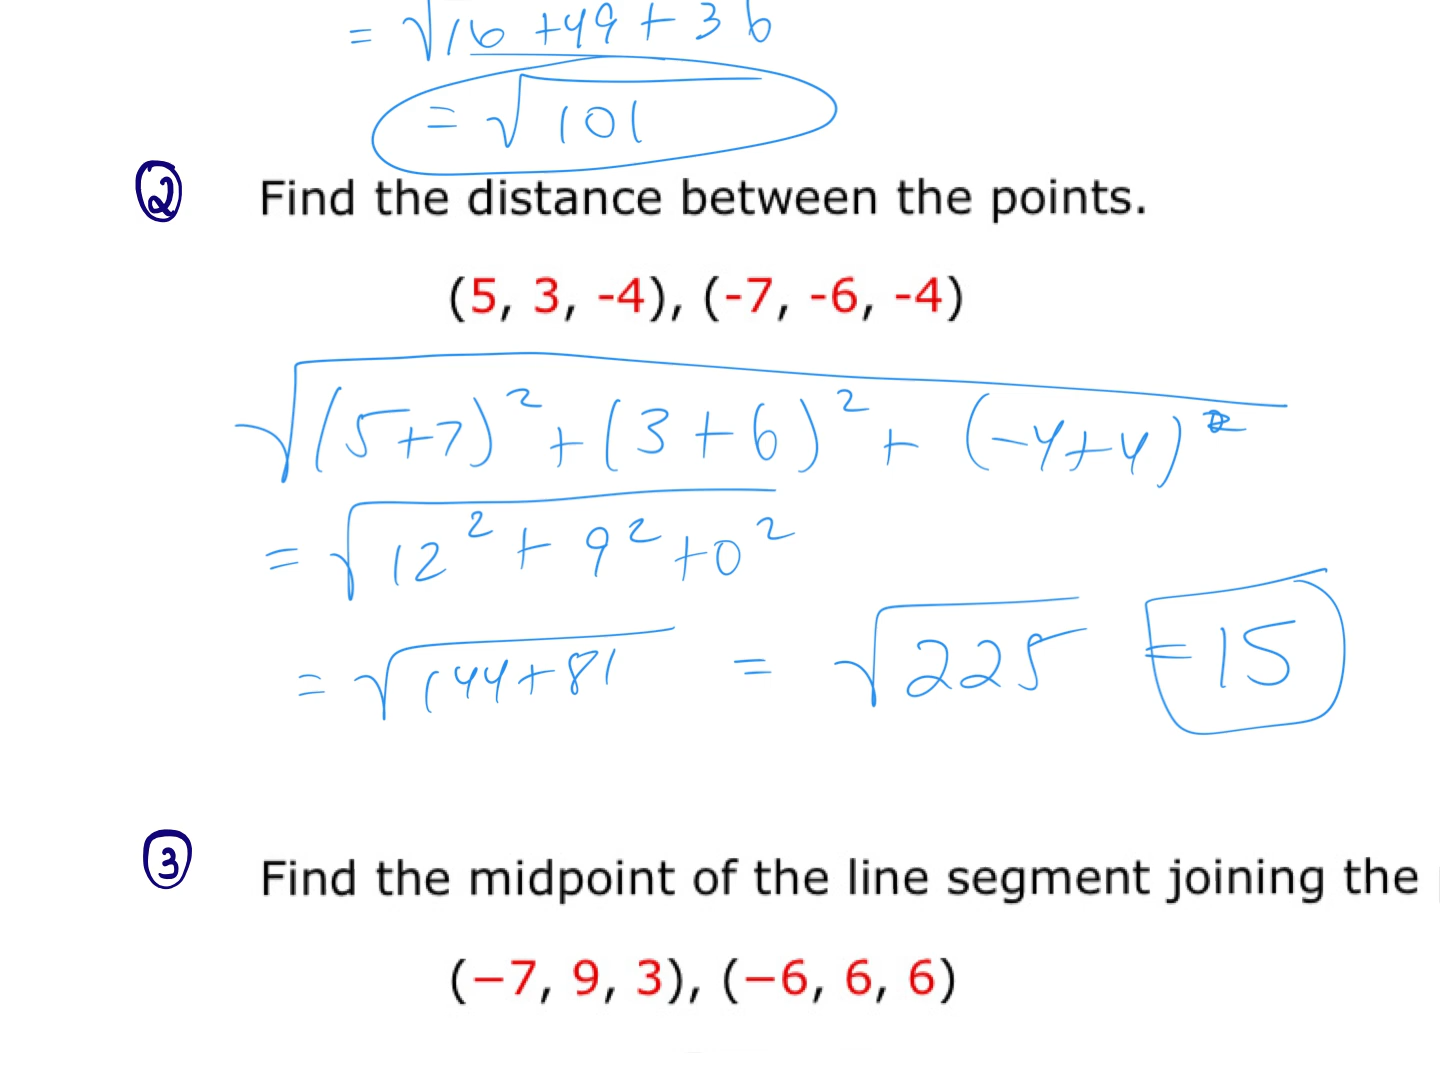 = √16 + 49 + 36
= √101
② Find the distance between the points.
(5, 3, -4), (-7, -6, -4)
√(5+7)² + (3+6)² + (-4+4)²
= √12² + 9² + 0²
= √144+81 = √225 = 15
③ Find the midpoint of the line segment joining the
(−7, 9, 3), (−6, 6, 6)